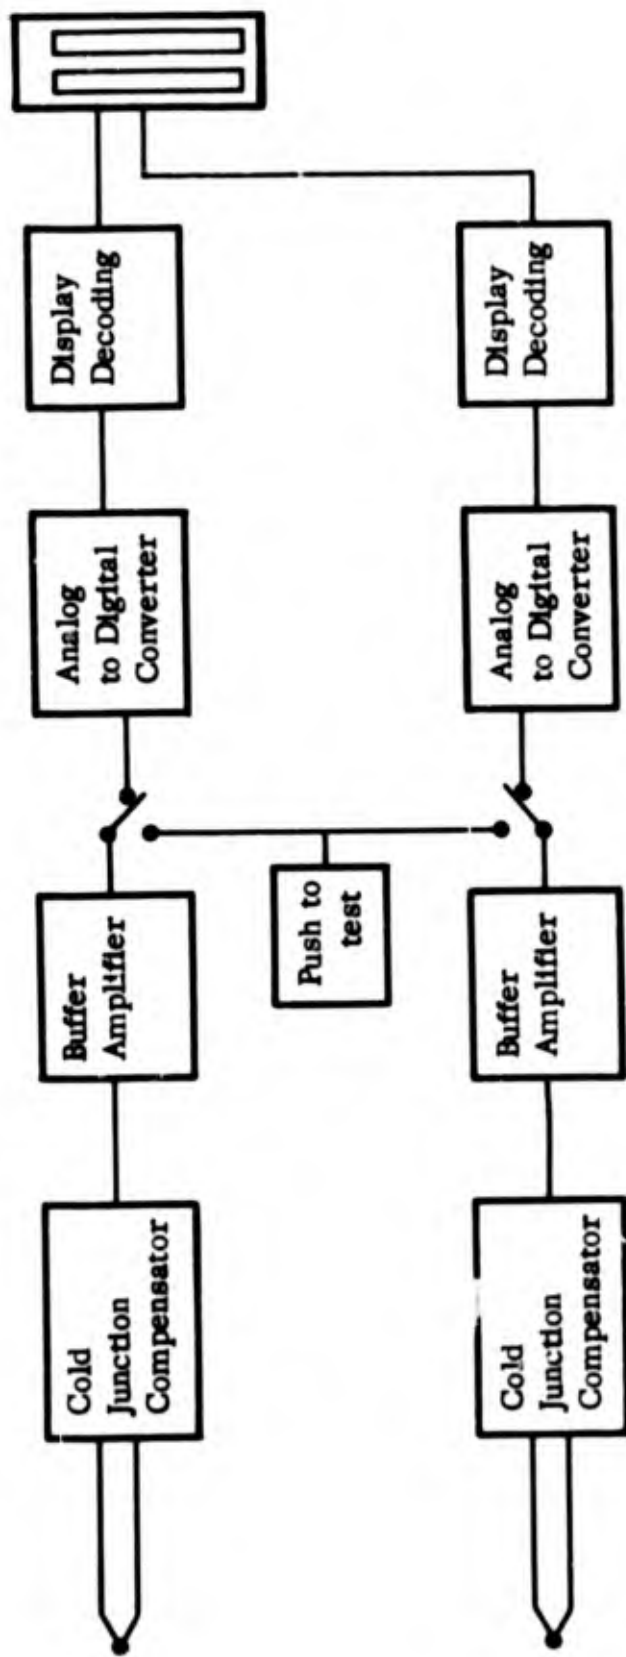 Cold
Junction
Compensator
Buffer
Amplifier
Analog
to Digital
Converter
Display
Decoding
Push to
test
Cold
Junction
Compensator
Buffer
Amplifier
Analog
to Digital
Converter
Display
Decoding